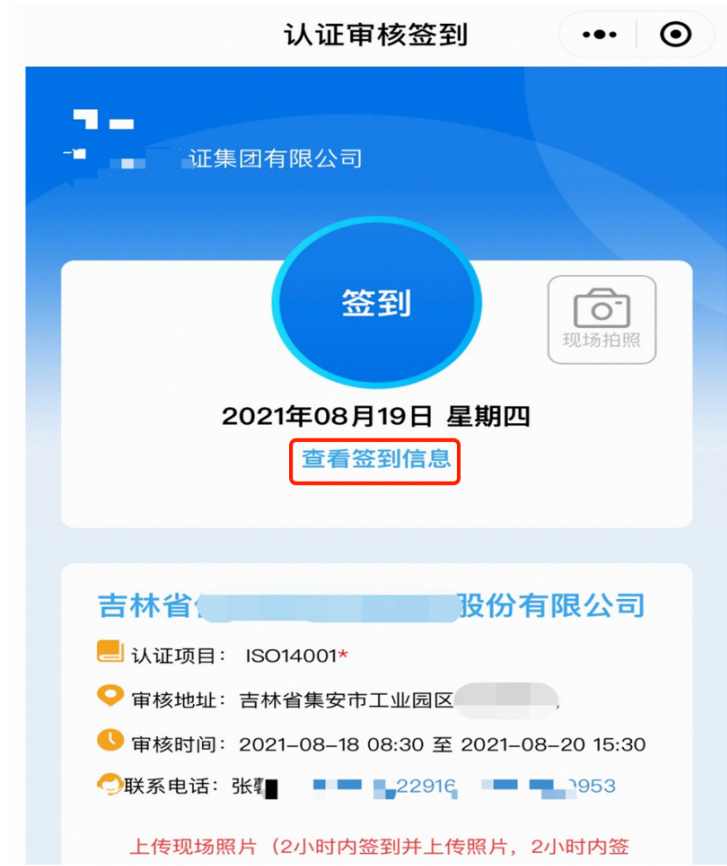 认证审核签到
证集团有限公司
签到
现场拍照
2021年08月19日 星期四
查看签到信息
吉林省 股份有限公司
认证项目： ISO14001*
审核地址： 吉林省集安市工业园区
审核时间： 2021-08-18 08:30 至 2021-08-20 15:30
联系电话： 张 22916 0953
上传现场照片（2小时内签到并上传照片，2小时内签